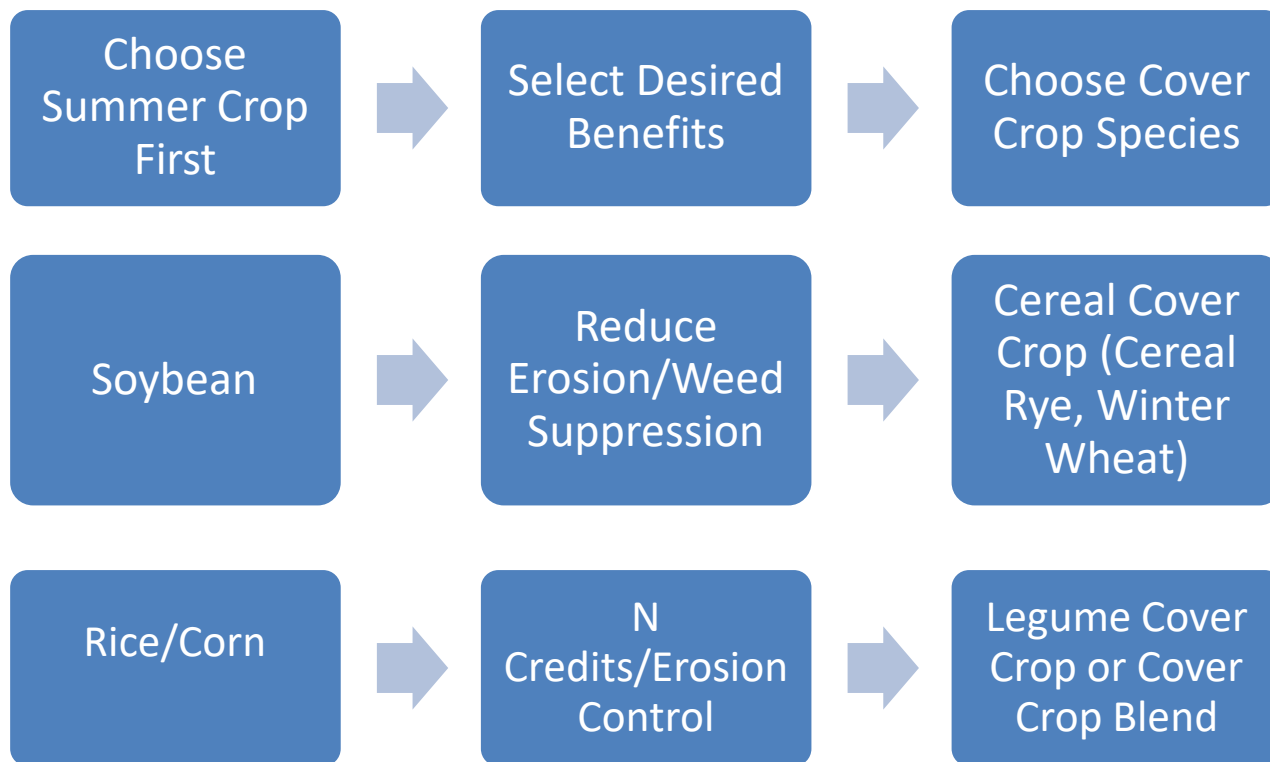 Choose
Summer Crop
First
Select Desired
Benefits
Choose Cover
Crop Species
Soybean
Reduce
Erosion/Weed
Suppression
Cereal Cover
Crop (Cereal
Rye, Winter
Wheat)
Rice/Corn
N
Credits/Erosion
Control
Legume Cover
Crop or Cover
Crop Blend